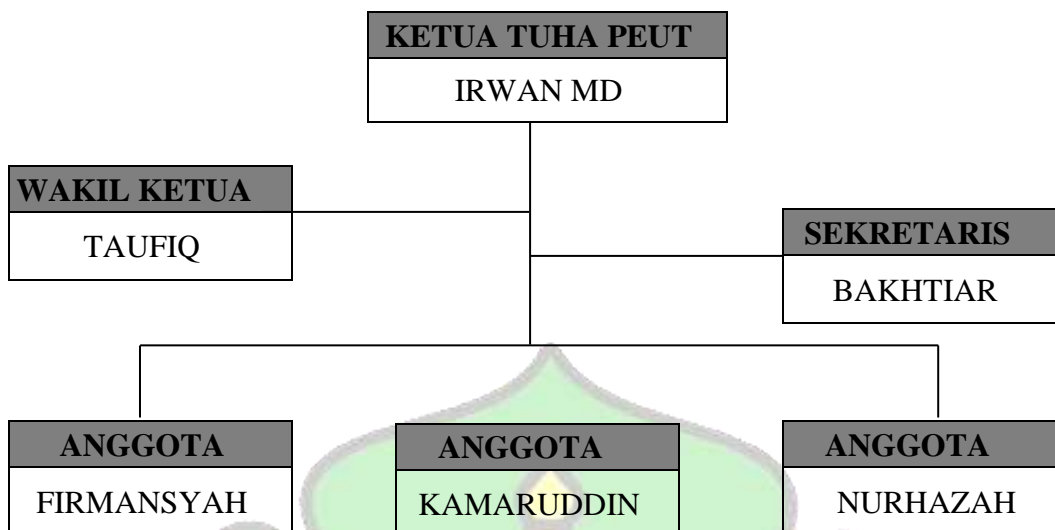 KETUA TUHA PEUT
IRWAN MD
WAKIL KETUA
TAUFIQ
SEKRETARIS
BAKHTIAR
ANGGOTA
FIRMANSYAH
ANGGOTA
KAMARUDDIN
ANGGOTA
NURHAZAH